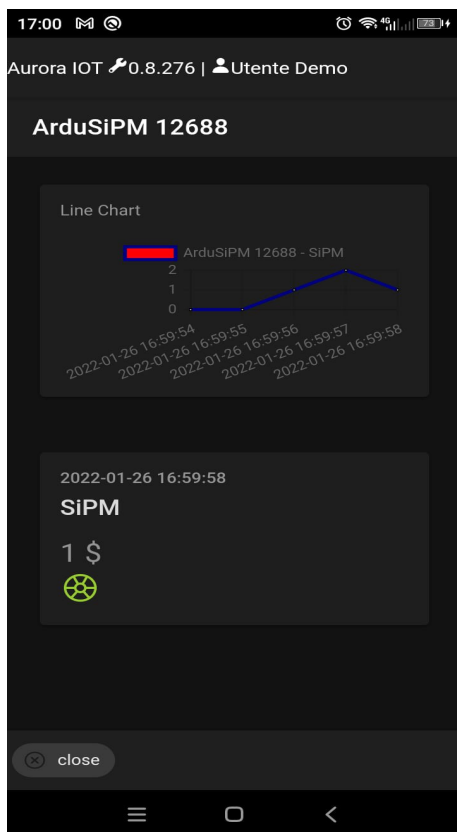 17:00 4G 73
Aurora IOT 0.8.276 | Utente Demo
ArduSiPM 12688
Line Chart
ArduSiPM 12688 - SiPM
2
1
0
2022-01-26 16:59:54
2022-01-26 16:59:55
2022-01-26 16:59:56
2022-01-26 16:59:57
2022-01-26 16:59:58
2022-01-26 16:59:58
SiPM
1 $
close